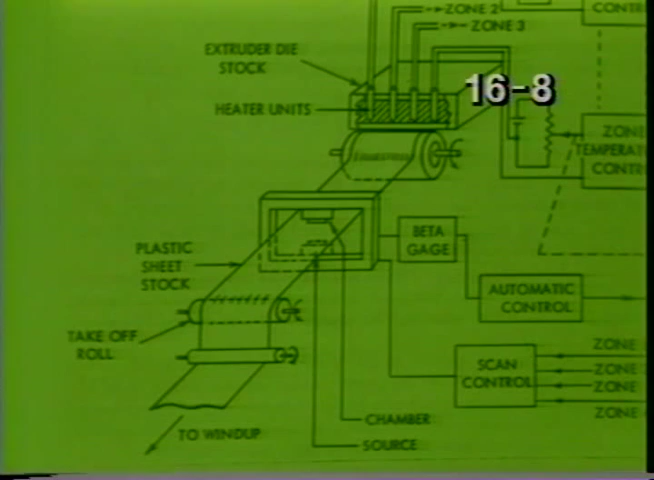 ZONE 2
CONTR
ZONE 3
EXTRUDER DIE
STOCK
16-8
HEATER UNITS
ZONE
TEMPERAT
CONTR
BETA
GAGE
PLASTIC
SHEET
STOCK
AUTOMATIC
CONTROL
TAKE OFF
ROLL
ZONE
SCAN
CONTROL
ZONE
ZONE
ZONE
CHAMBER
TO WINDUP
SOURCE